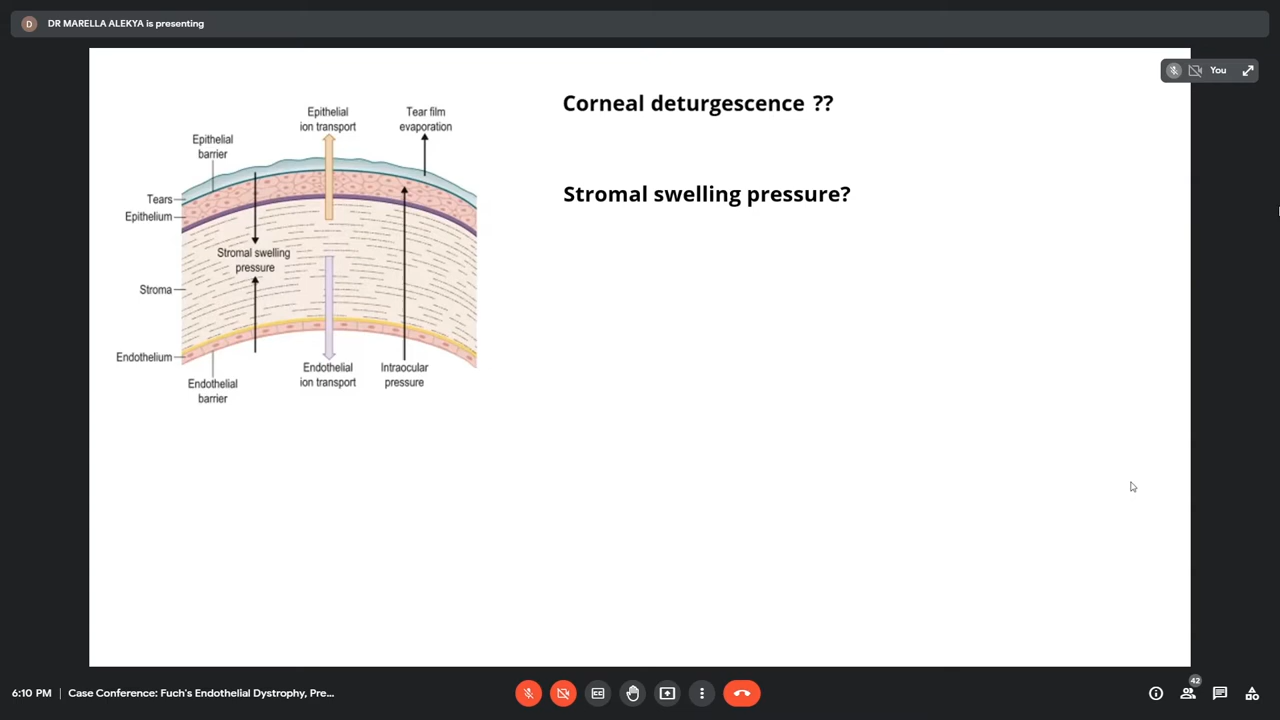 D DR MARELLA ALEKYA is presenting
You
Corneal deturgescence ??
Stromal swelling pressure?
Epithelial
ion transport
Tear film
evaporation
Epithelial
barrier
Tears
Epithelium
Stromal swelling
pressure
Stroma
Endothelium
Endothelial
barrier
Endothelial
ion transport
Intraocular
pressure
6:10 PM | Case Conference: Fuch's Endothelial Dystrophy, Pre...
42